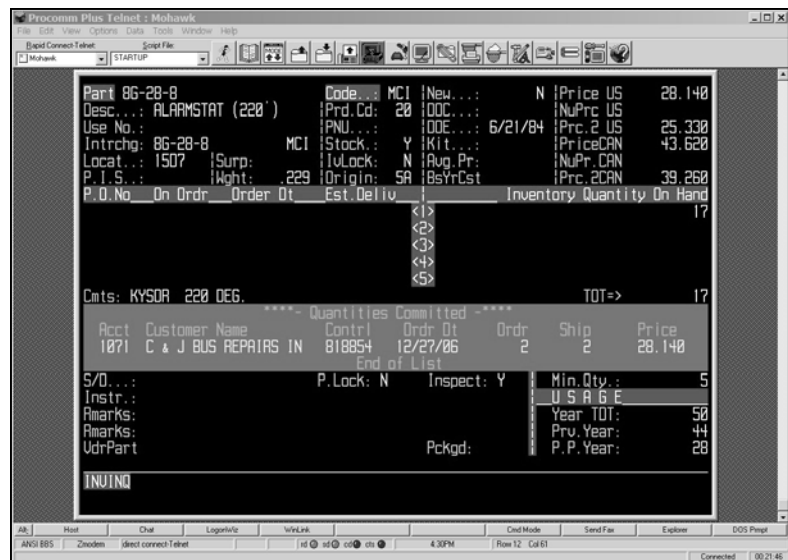 Procomm Plus Telnet : Mohawk
File Edit View Options Data Tools Window Help
Rapid Connect-Telnet: Script File:
Mohawk STARTUP
Part 8G-28-8 Code..: MCI |New...: N |Price US 28.140
Desc...: ALARMSTAT (220°) |Prd.Cd: 20 |DOC...: |NuPrc US
Use No.: |PNU...: |DOE...: 6/21/84 |Prc.2 US 25.330
Intrchg: 8G-28-8 MCI |Stock.: Y |Kit...: |PriceCAN 43.620
Locat..: 1507 |Surp: |IvLock: N |Aug.Pr: |NuPr.CAN
P.I.S..: |Wght: .229 |Origin: 5A |BsYrCst |Prc.2CAN 39.260
P.O.No On Ordr Order Dt Est.Deliv | Inventory Quantity On Hand
<1> 17
<2>
<3>
<4>
<5>
Cmts: KYSOR 220 DEG. TOT=> 17
****- Quantities Committed -****
Acct Customer Name Contrl Ordr Dt Ordr Ship Price
1071 C & J BUS REPAIRS IN 818854 12/27/06 2 2 28.140
End of List
S/O...: P.Lock: N Inspect: Y | Min.Qty.: 5
Instr.: | U S A G E
Rmarks: | Year TOT: 50
Rmarks: | Prv.Year: 44
VdrPart Pckgd: | P.P.Year: 28
INVINQ
Alt: Host Chat LogonWiz WinLink Cmd Mode Send Fax Explorer DOS Prmpt
ANSI BBS Zmodem direct connect-Telnet rd sd cd cts 4:30PM Row 12 Col 61
Connected 00:21:46